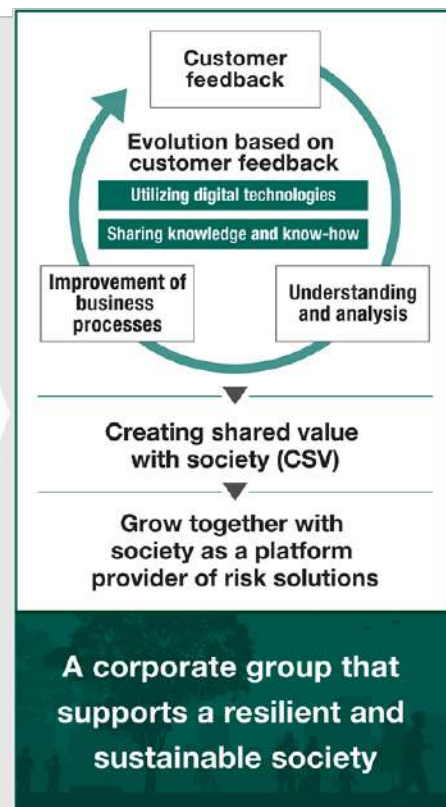 Customer
feedback
Evolution based on
customer feedback
Utilizing digital technologies
Sharing knowledge and know-how
Improvement of
business
processes
Understanding
and analysis
Creating shared value
with society (CSV)
Grow together with
society as a platform
provider of risk solutions
A corporate group that
supports a resilient and
sustainable society